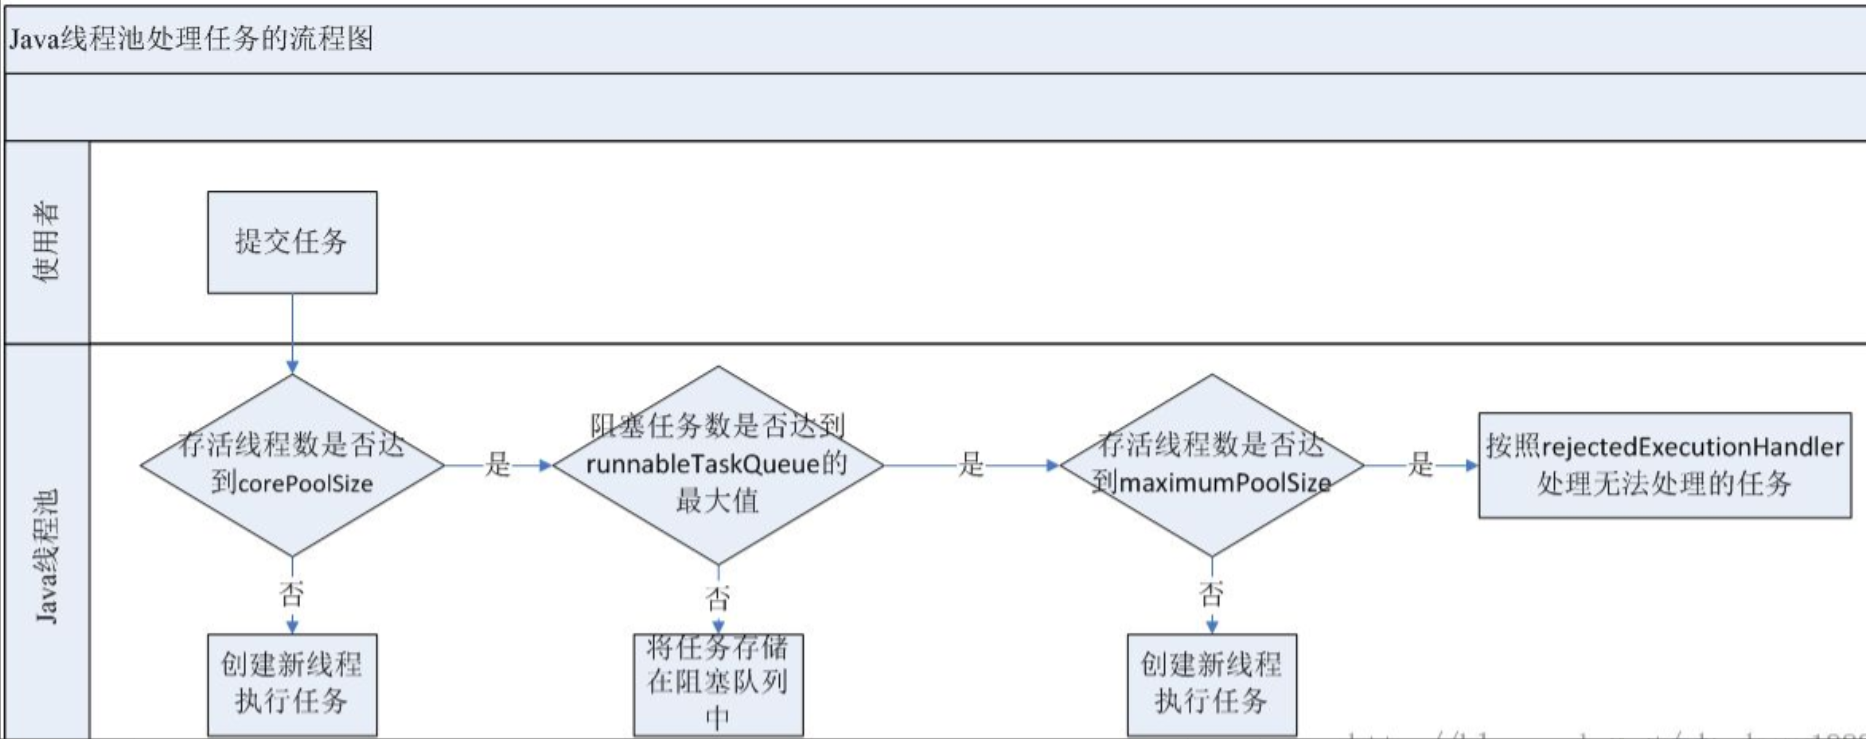 Java线程池处理任务的流程图
使用者
提交任务
Java线程池
存活线程数是否达
到corePoolSize
是
阻塞任务数是否达到
runnableTaskQueue的
最大值
是
存活线程数是否达
到maximumPoolSize
是
按照rejectedExecutionHandler
处理无法处理的任务
否
否
否
创建新线程
执行任务
将任务存储
在阻塞队列
中
创建新线程
执行任务